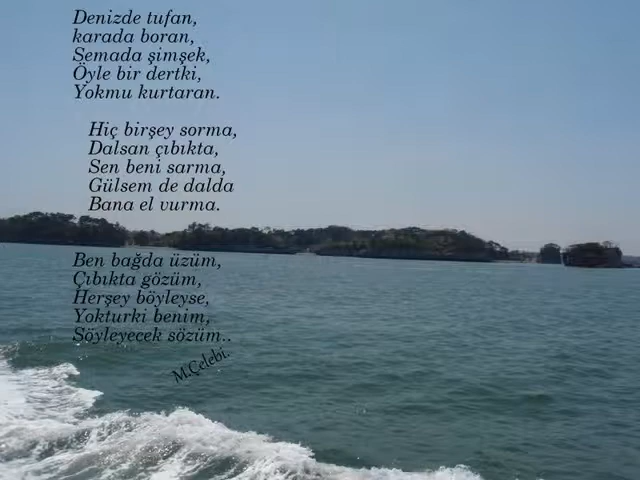 Denizde tufan,
karada boran,
Semada şimşek,
Öyle bir dertki,
Yokmu kurtaran.
Hiç birşey sorma,
Dalsan çıbıkta,
Sen beni sarma,
Gülsem de dalda
Bana el vurma.
Ben bağda üzüm,
Çıbıkta gözüm,
Herşey böyleyse,
Yokturki benim,
Söyleyecek sözüm..
M.Çelebi.